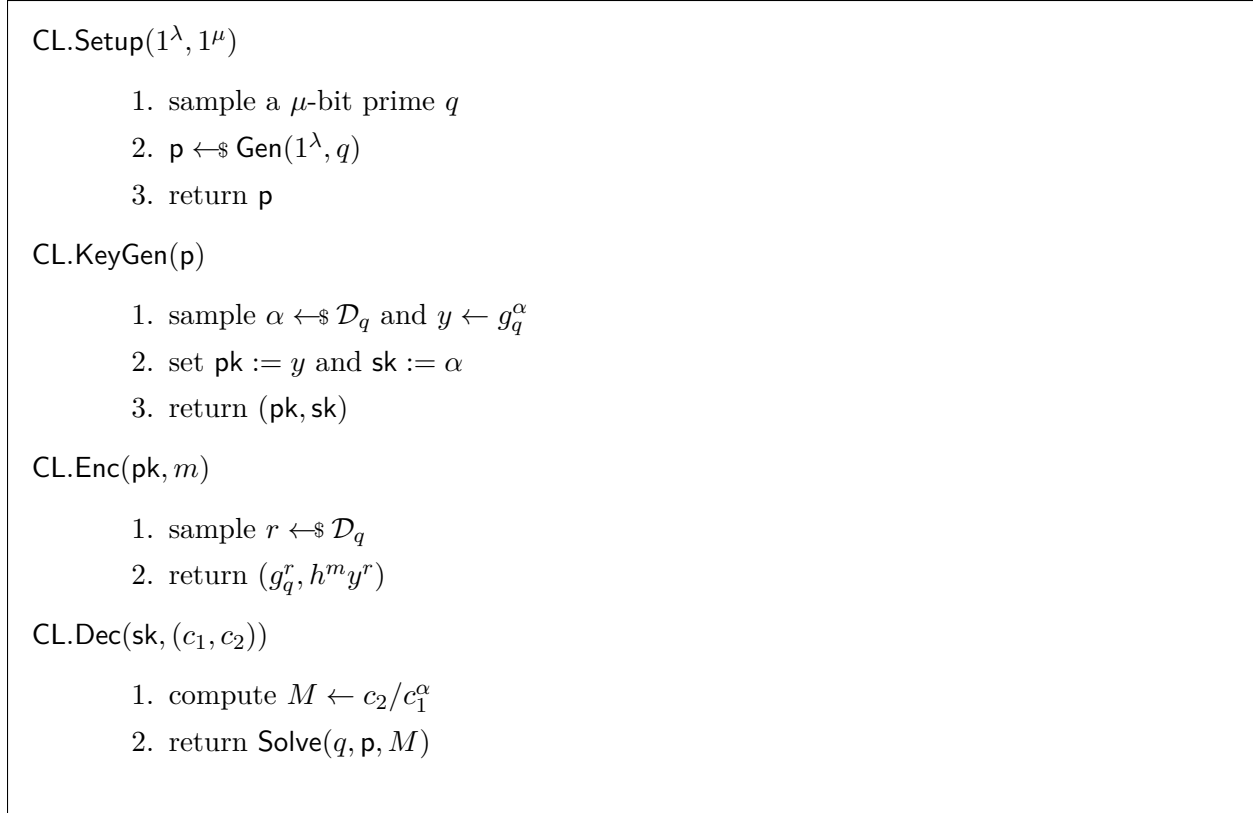 CL.Setup(1^λ, 1^μ)
1. sample a μ-bit prime q
2. p ←$ Gen(1^λ, q)
3. return p
CL.KeyGen(p)
1. sample α ←$ 𝒟_q and y ← g_q^α
2. set pk := y and sk := α
3. return (pk, sk)
CL.Enc(pk, m)
1. sample r ←$ 𝒟_q
2. return (g_q^r, h^m y^r)
CL.Dec(sk, (c_1, c_2))
1. compute M ← c_2/c_1^α
2. return Solve(q, p, M)